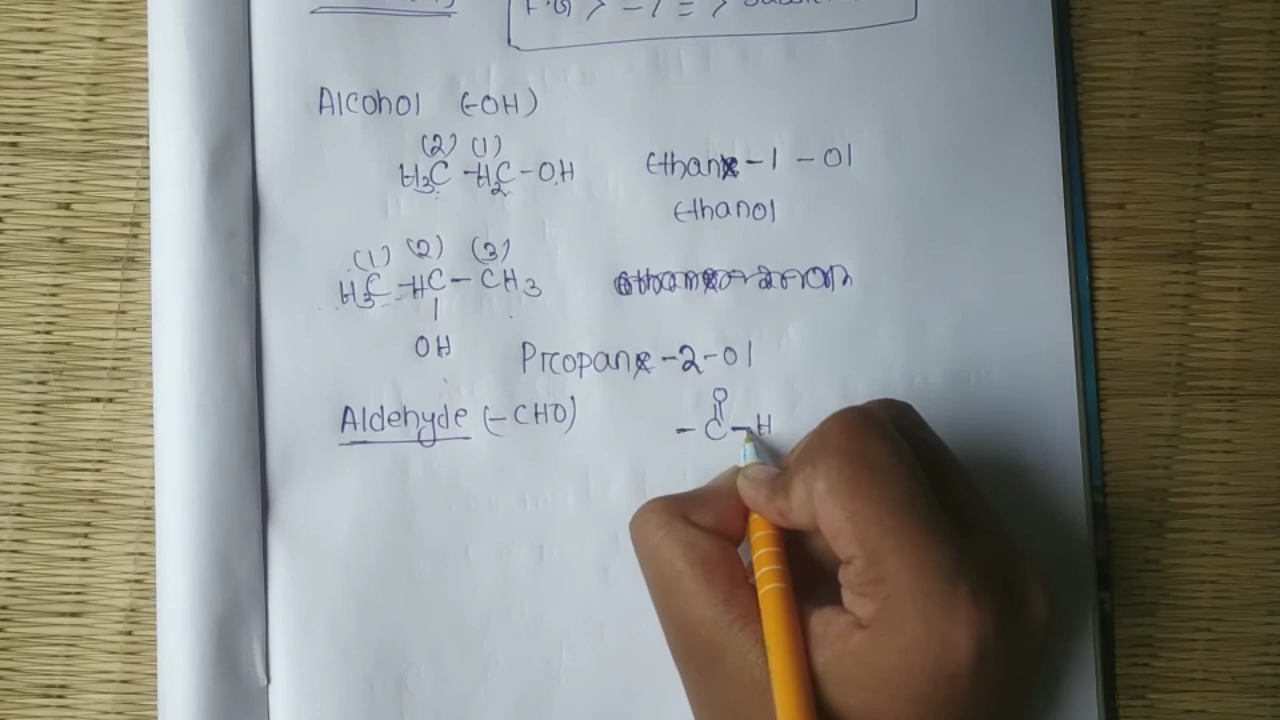 Alcohol (-OH)
(2) (1)
H3C-H2C-OH Ethane-1-ol
Ethanol
(1) (2) (3)
H3C-HC-CH3
OH
Propane-2-ol
Aldehyde (-CHO)
O
-C-H